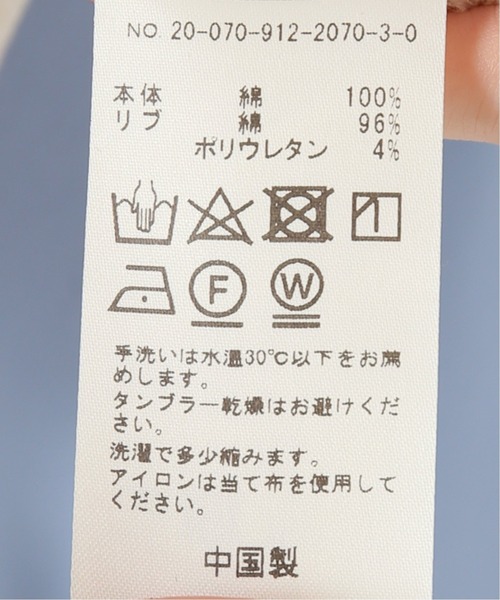 NO. 20-070-912-2070-3-0
本体 綿 100%
リブ 綿 96%
ポリウレタン 4%
F W
手洗いは水温30℃以下をお薦
めします。
タンブラー乾燥はお避けくだ
さい。
洗濯で多少縮みます。
アイロンは当て布を使用して
ください。
中国製